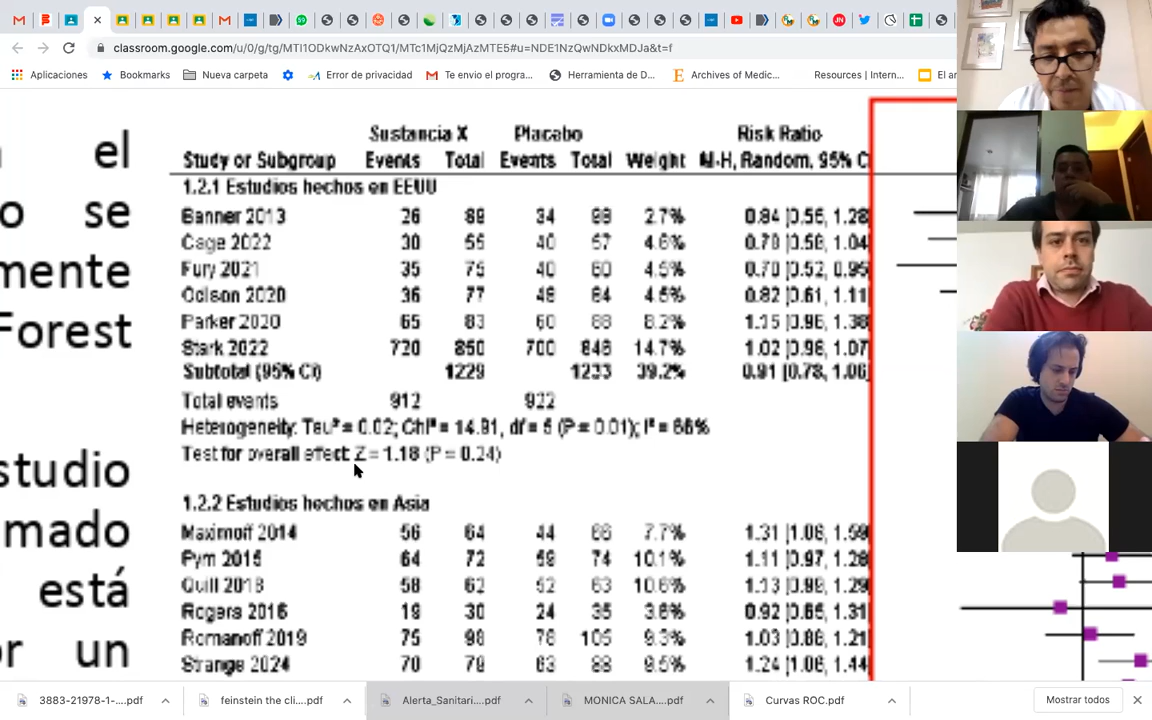 classroom.google.com/u/0/g/tg/MTI1ODkwNzAxOTQ1/MTc1MjQzMjAzMTE5#u=NDE1NzQwNDkxMDJa&t=f
Aplicaciones Bookmarks Nueva carpeta Error de privacidad Te envio el progra... Herramienta de D... Archives of Medic... Resources | Intern... El ar
el
o se
mente
Forest
studio
mado
está
or un
Sustancia X Placebo Risk Ratio
Study or Subgroup Events Total Events Total Weight M-H, Random, 95% C
1.2.1 Estudios hechos en EEUU
Banner 2013 26 89 34 98 2.7% 0.84 [0.55, 1.28
Cage 2022 30 55 40 57 4.6% 0.78 [0.58, 1.04
Fury 2021 35 75 40 60 4.5% 0.70 [0.52, 0.95
36 77 48 84 4.5% 0.82 [0.61, 1.11
Parker 2020 65 83 60 88 8.2% 1.15 [0.96, 1.38
Stark 2022 720 850 700 846 14.7% 1.02 [0.98, 1.07
Subtotal (95% CI) 1229 1233 39.2% 0.91 [0.78, 1.06]
Total events 912 922
Heterogeneity: Tau² = 0.02; Chi² = 14.91, df = 5 (P = 0.01); I² = 66%
Test for overall effect: Z = 1.18 (P = 0.24)
1.2.2 Estudios hechos en Asia
Maximoff 2014 56 64 44 66 7.7% 1.31 [1.08, 1.59
Pym 2015 64 72 59 74 10.1% 1.11 [0.97, 1.28
Quill 2018 58 62 52 63 10.6% 1.13 [0.99, 1.29
Rogers 2016 19 30 24 35 3.6% 0.92 [0.65, 1.31
Romanoff 2019 75 98 78 105 9.3% 1.03 [0.88, 1.21
Strange 2024 70 78 63 88 9.5% 1.24 [1.06, 1.44
3883-21978-1-....pdf feinstein the cli....pdf Alerta_Sanitari....pdf MONICA SALA....pdf Curvas ROC.pdf Mostrar todos